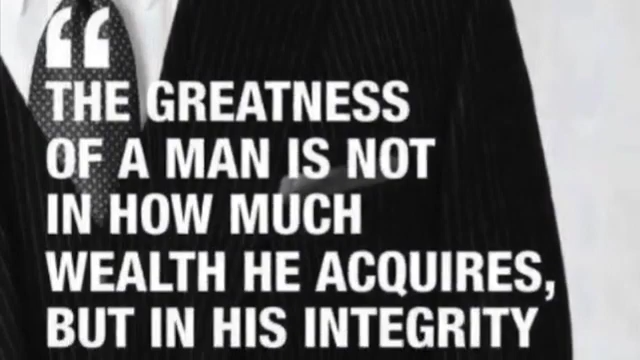 “
THE GREATNESS
OF A MAN IS NOT
IN HOW MUCH
WEALTH HE ACQUIRES,
BUT IN HIS INTEGRITY